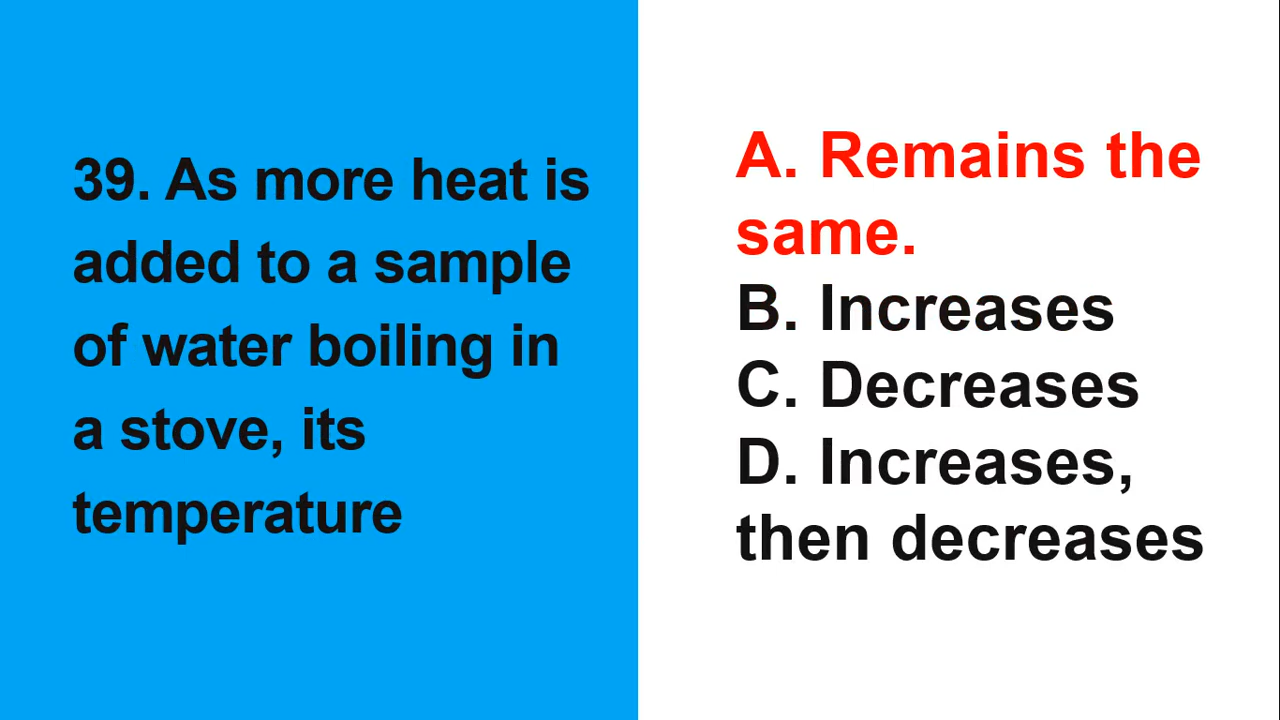 39. As more heat is
added to a sample
of water boiling in
a stove, its
temperature
A. Remains the
same.
B. Increases
C. Decreases
D. Increases,
then decreases